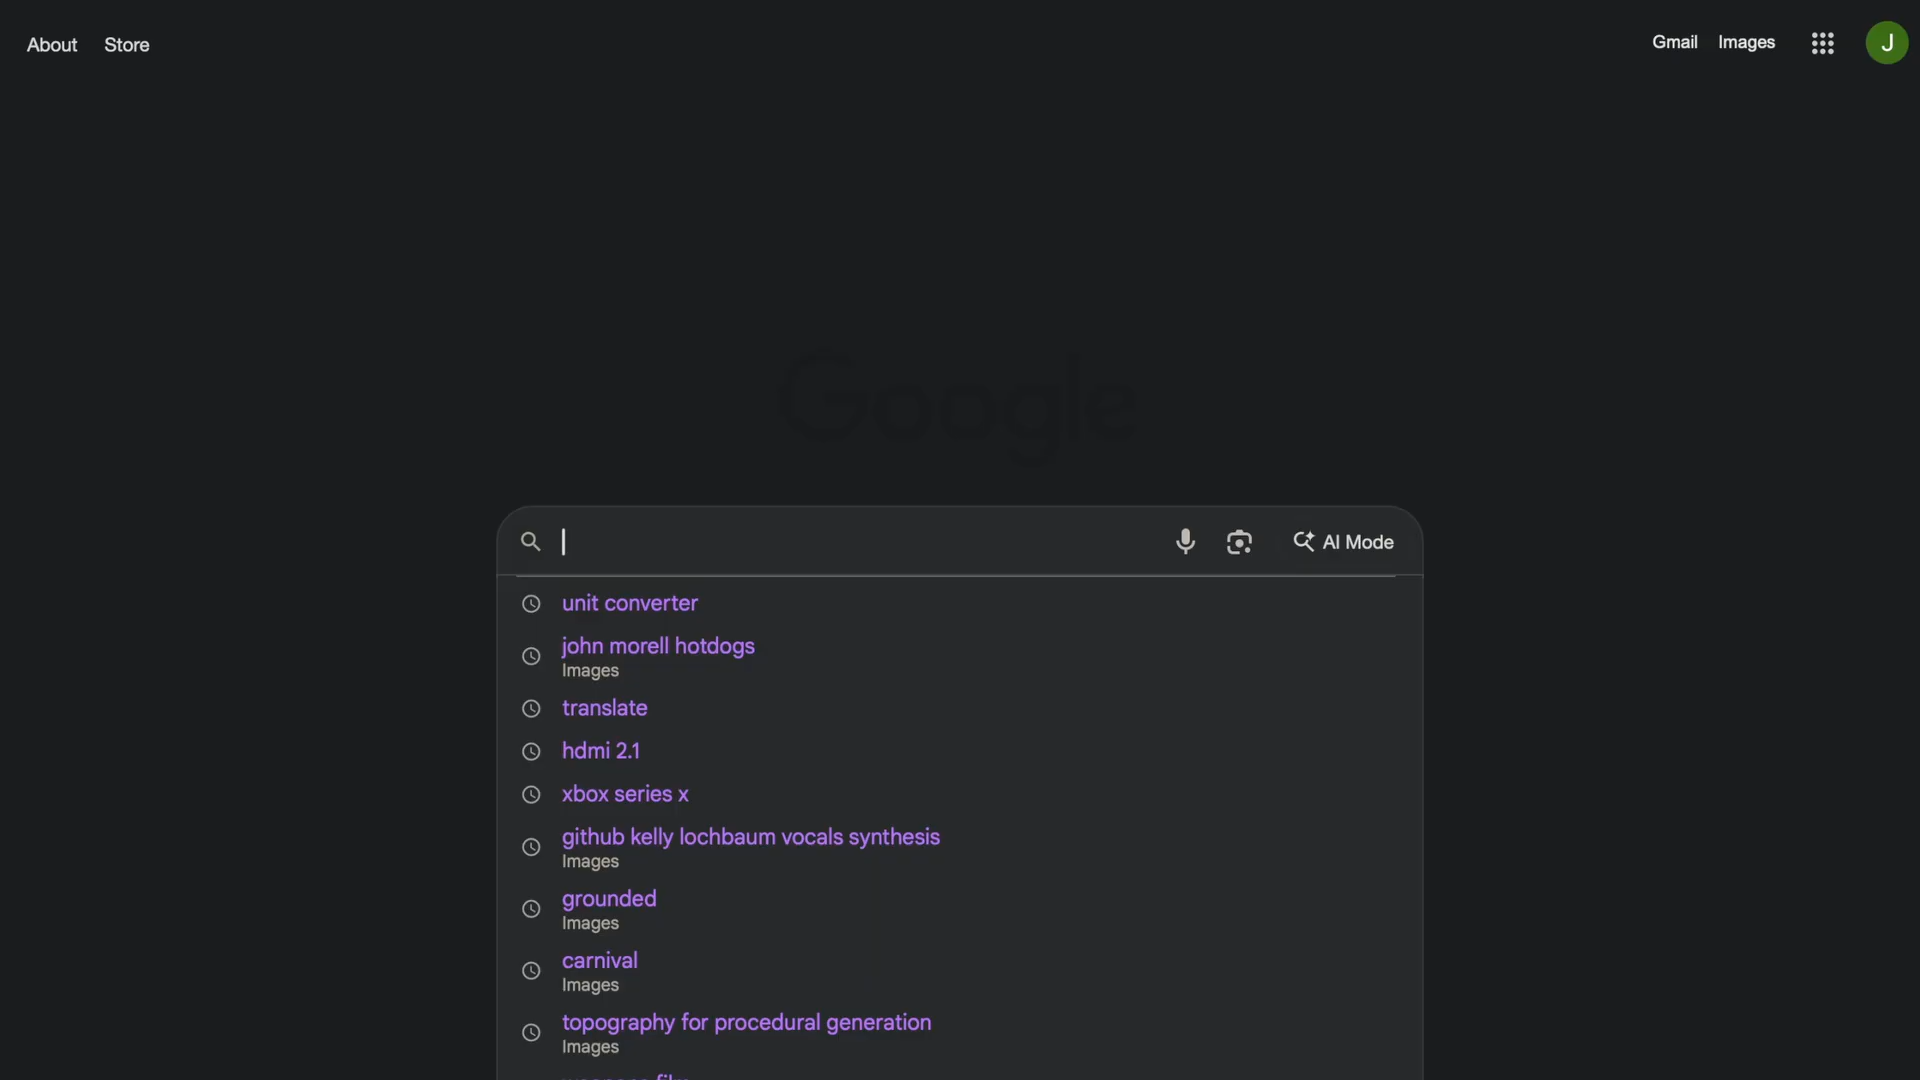 About Store
Gmail Images
J
Google
AI Mode
unit converter
john morell hotdogs
Images
translate
hdmi 2.1
xbox series x
github kelly lochbaum vocals synthesis
Images
grounded
Images
carnival
Images
topography for procedural generation
Images